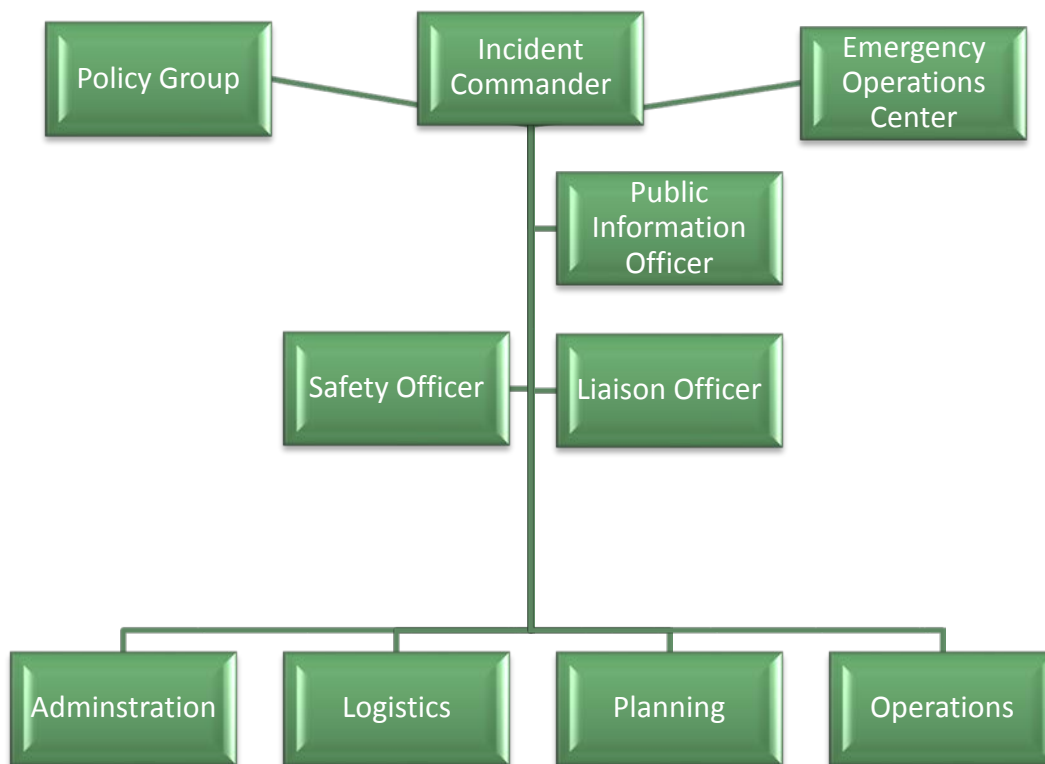 Policy Group
Incident
Commander
Emergency
Operations
Center
Public
Information
Officer
Safety Officer
Liaison Officer
Adminstration
Logistics
Planning
Operations